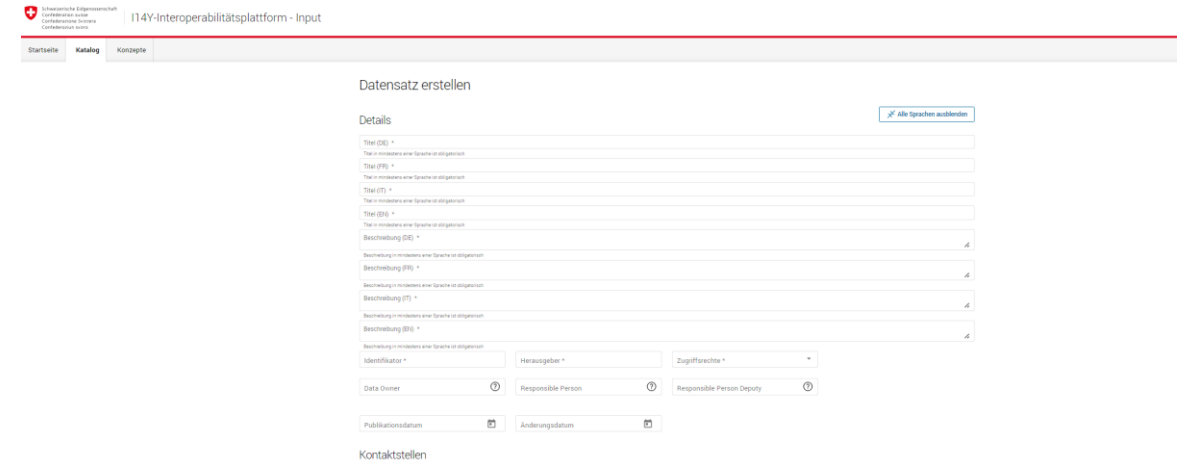 Schweizerische Eidgenossenschaft
Confédération suisse
Confederazione Svizzera
Confederaziun svizra
I14Y-Interoperabilitätsplattform - Input
Startseite Katalog Konzepte
Datensatz erstellen
Details
Alle Sprachen ausblenden
Titel (DE) *
Titel in mindestens einer Sprache ist obligatorisch
Titel (FR) *
Titel in mindestens einer Sprache ist obligatorisch
Titel (IT) *
Titel in mindestens einer Sprache ist obligatorisch
Titel (EN) *
Titel in mindestens einer Sprache ist obligatorisch
Beschreibung (DE) *
Beschreibung in mindestens einer Sprache ist obligatorisch
Beschreibung (FR) *
Beschreibung in mindestens einer Sprache ist obligatorisch
Beschreibung (IT) *
Beschreibung in mindestens einer Sprache ist obligatorisch
Beschreibung (EN) *
Beschreibung in mindestens einer Sprache ist obligatorisch
Identifikator * Herausgeber * Zugriffsrechte *
Data Owner Responsible Person Responsible Person Deputy
Publikationsdatum Änderungsdatum
Kontaktstellen